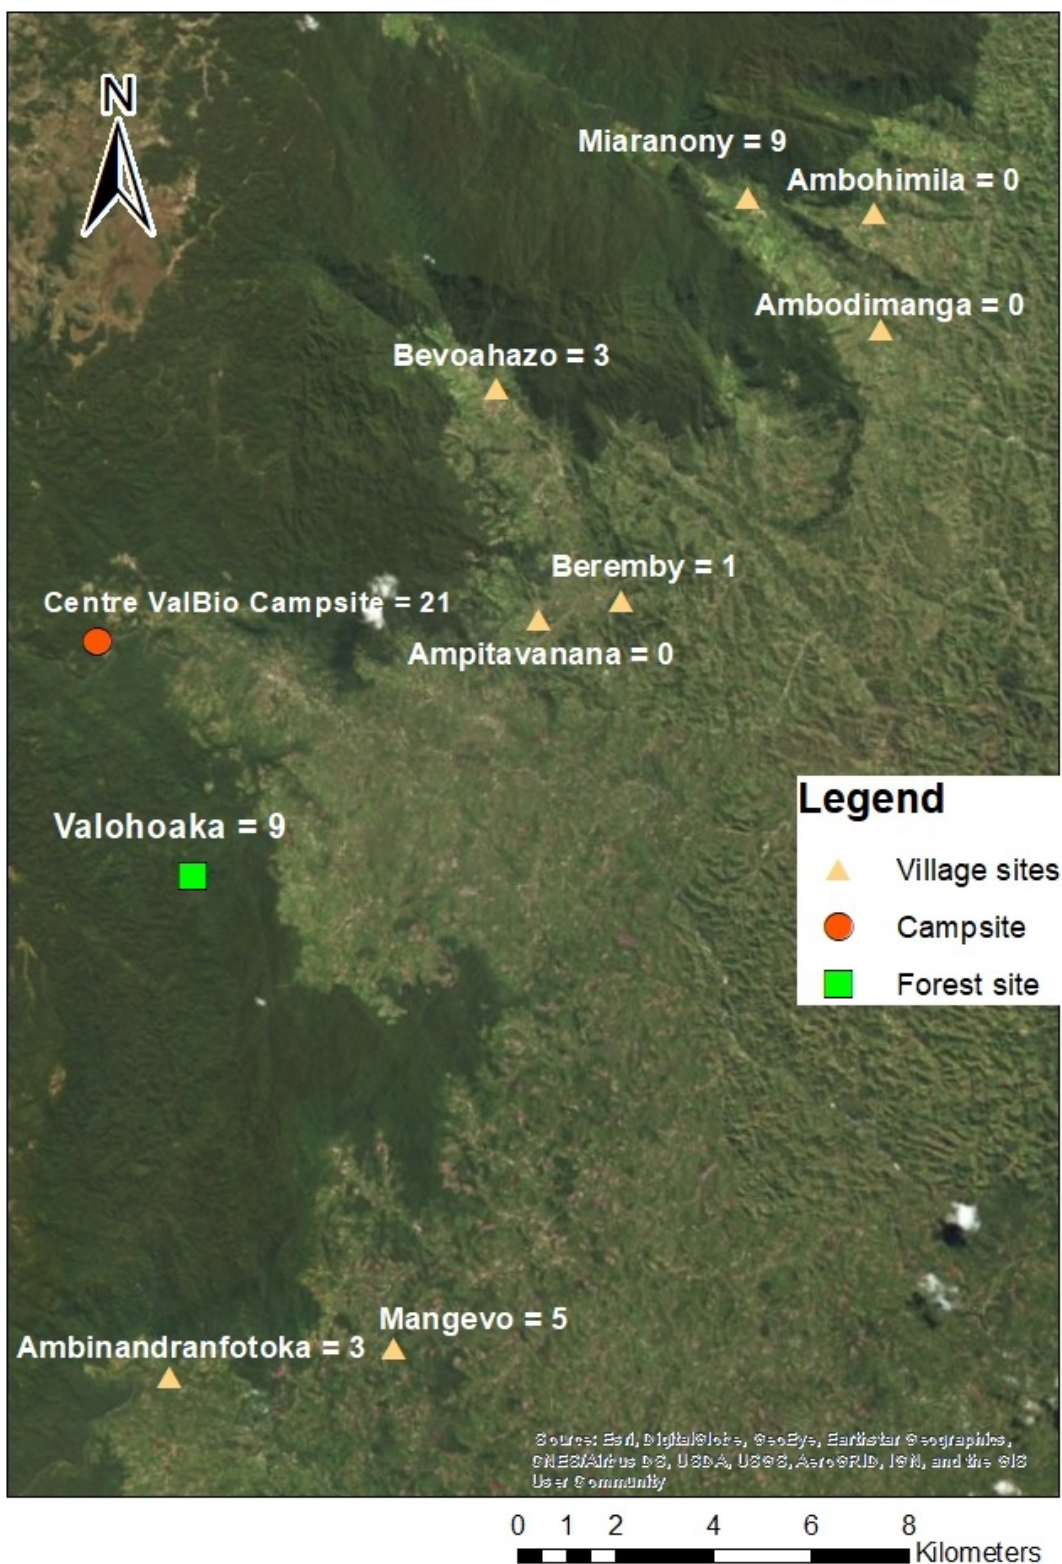 N
Miaranony = 9
Ambohimila = 0
Ambodimanga = 0
Bevoahazo = 3
Beremby = 1
Centre ValBio Campsite = 21
Ampitavanana = 0
Legend
Valohoaka = 9
Village sites
Campsite
Forest site
Mangevo = 5
Ambinandranfotoka = 3
Source: Esri, DigitalGlobe, GeoEye, Earthstar Geographics,
CNES/Airbus DS, USDA, USGS, AeroGRID, IGN, and the GIS
User Community
0 1 2 4 6 8
Kilometers